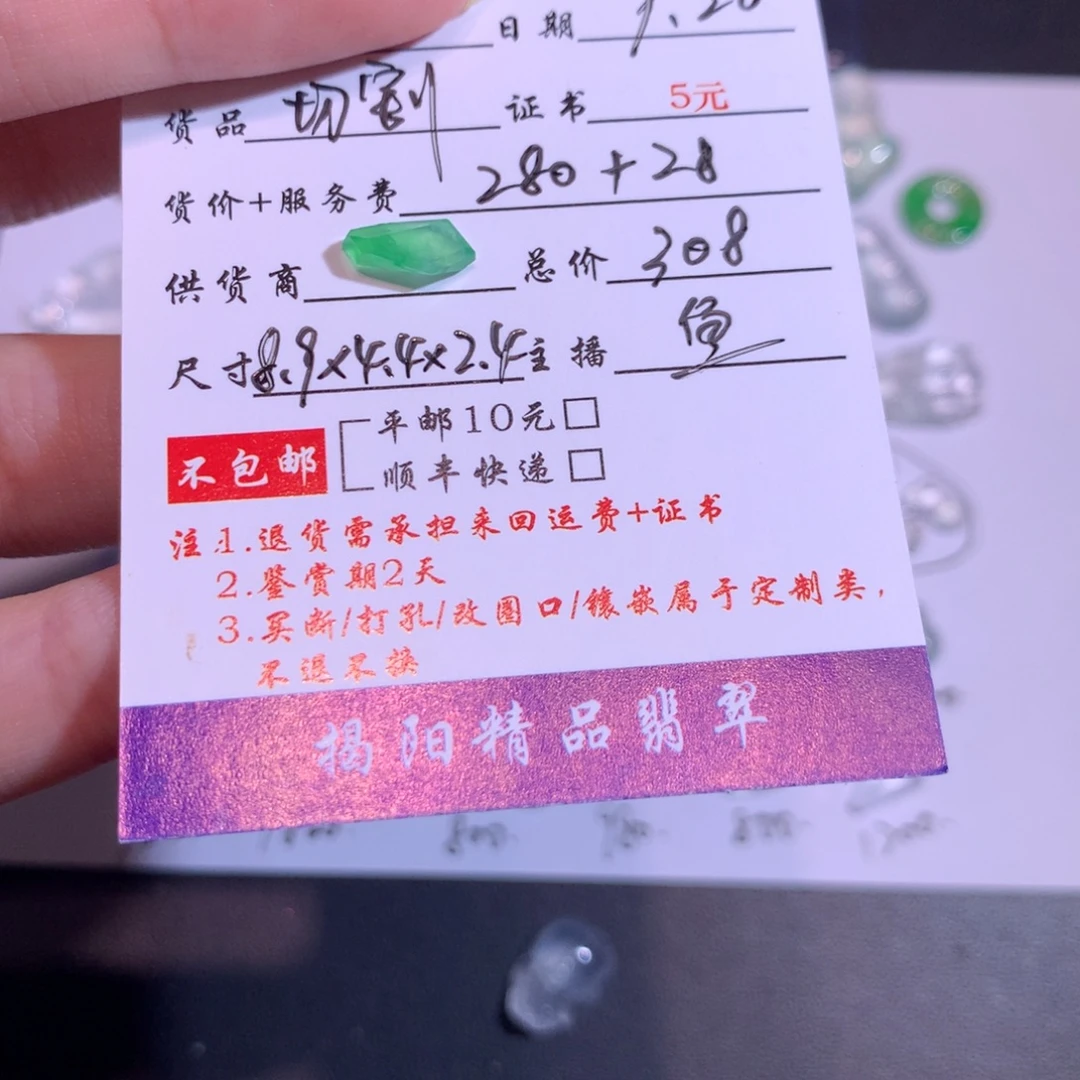 日期
货品 切割 证书 5元
货价+服务费 280+28
供货商 总价 308
尺寸 8.9×4.4×2.4 主播 鱼
不包邮 平邮10元□
顺丰快递□
注.1.退货需承担来回运费+证书
2.鉴赏期2天
3.买断/打孔/改圈口/镶嵌属于定制类,
不退不换
揭阳精品翡翠